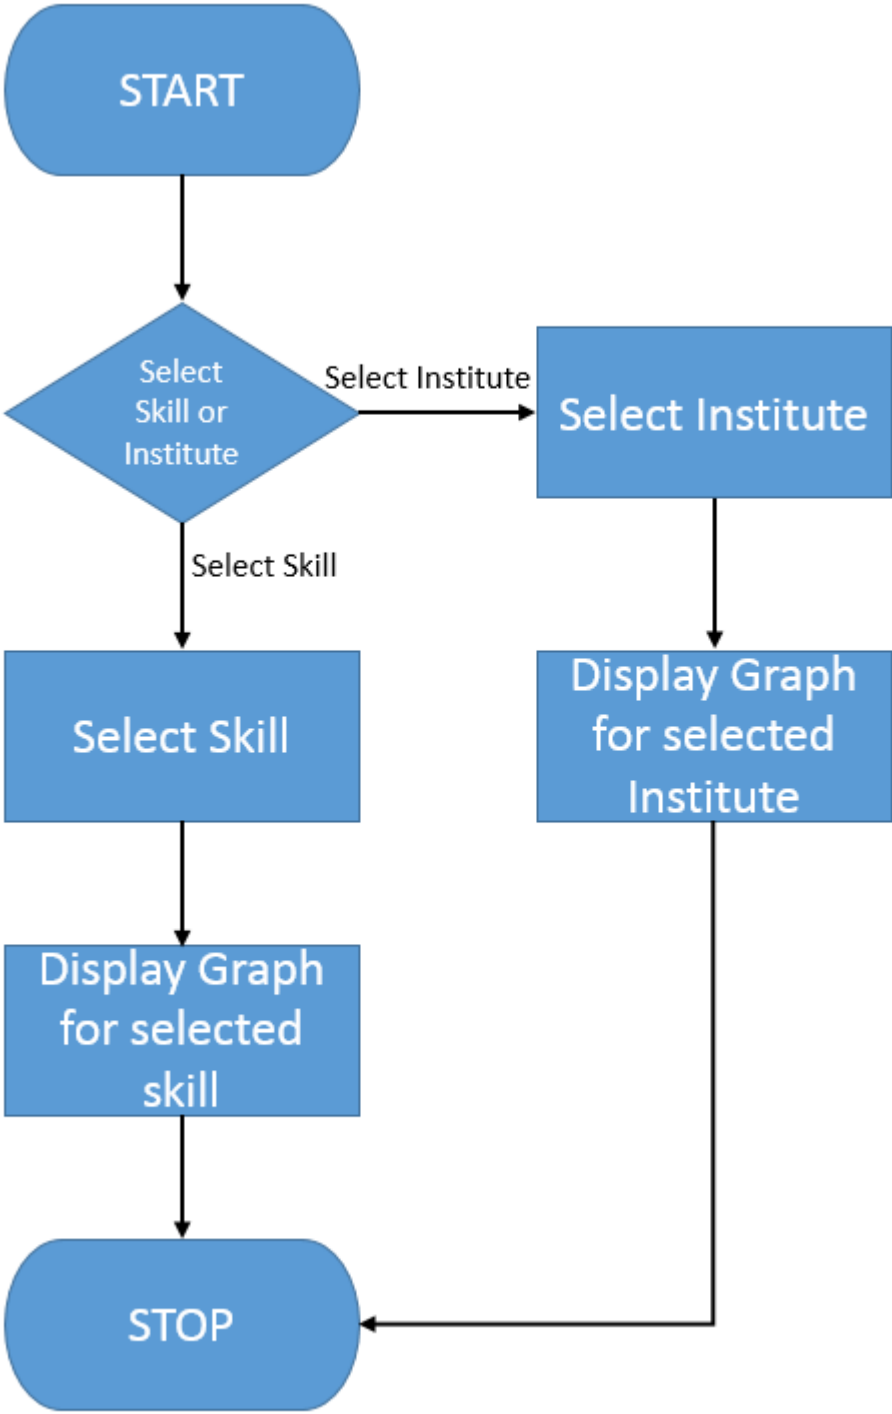 START
Select
Skill or
Institute
Select Institute
Select Institute
Select Skill
Select Skill
Display Graph
for selected
Institute
Display Graph
for selected
skill
STOP